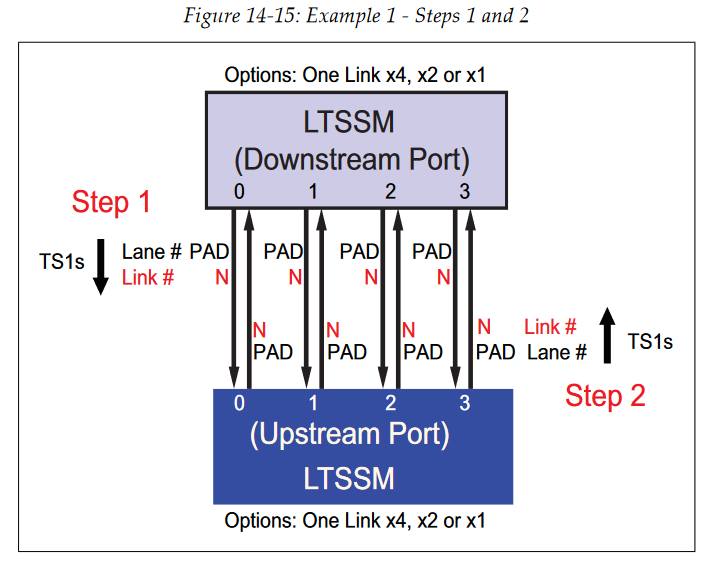 Figure 14-15: Example 1 - Steps 1 and 2
Options: One Link x4, x2 or x1
LTSSM
(Downstream Port)
0 1 2 3
Step 1
TS1s
Lane # PAD PAD PAD PAD
Link # N N N N
N N N N Link #
PAD PAD PAD PAD Lane #
TS1s
Step 2
0 1 2 3
(Upstream Port)
LTSSM
Options: One Link x4, x2 or x1